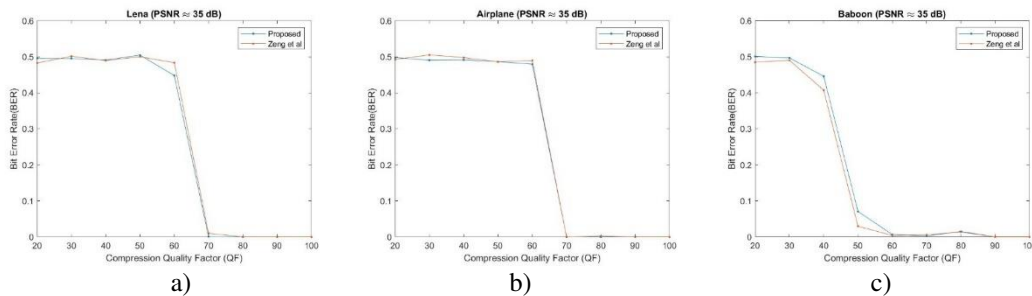 Lena (PSNR ≈ 35 dB)
0.6
0.5
0.4
0.3
0.2
0.1
0
Bit Error Rate(BER)
Proposed
Zeng et al
20 30 40 50 60 70 80 90 100
Compression Quality Factor (QF)
a)
Airplane (PSNR ≈ 35 dB)
0.6
0.5
0.4
0.3
0.2
0.1
0
Bit Error Rate(BER)
Proposed
Zeng et al
20 30 40 50 60 70 80 90 100
Compression Quality Factor (QF)
b)
Baboon (PSNR ≈ 35 dB)
0.6
0.5
0.4
0.3
0.2
0.1
0
Bit Error Rate(BER)
Proposed
Zeng et al
20 30 40 50 60 70 80 90 100
Compression Quality Factor (QF)
c)